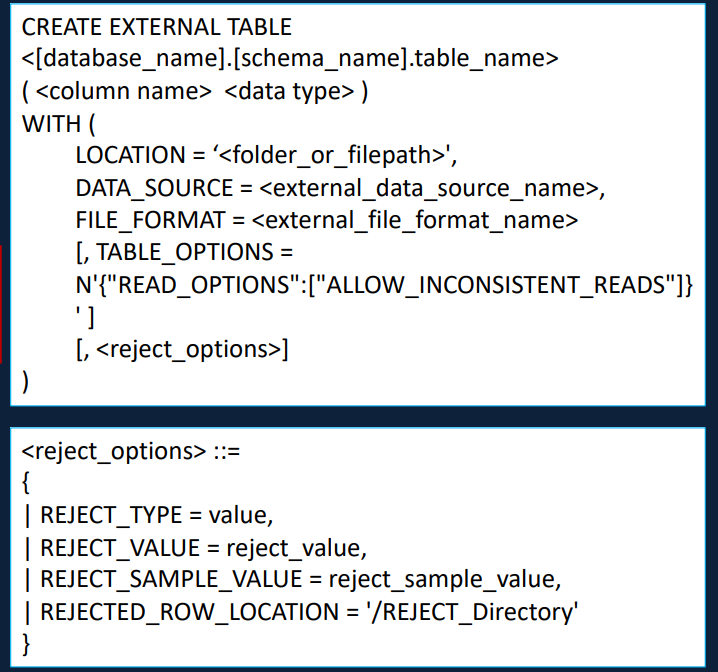 CREATE EXTERNAL TABLE
<[database_name].[schema_name].table_name>
( <column name>  <data type> )
WITH (
LOCATION = ‘<folder_or_filepath>',
DATA_SOURCE = <external_data_source_name>,
FILE_FORMAT = <external_file_format_name>
[, TABLE_OPTIONS =
N'{"READ_OPTIONS":["ALLOW_INCONSISTENT_READS"]}
' ]
[, <reject_options>]
)
<reject_options> ::=
{
| REJECT_TYPE = value,
| REJECT_VALUE = reject_value,
| REJECT_SAMPLE_VALUE = reject_sample_value,
| REJECTED_ROW_LOCATION = '/REJECT_Directory'
}